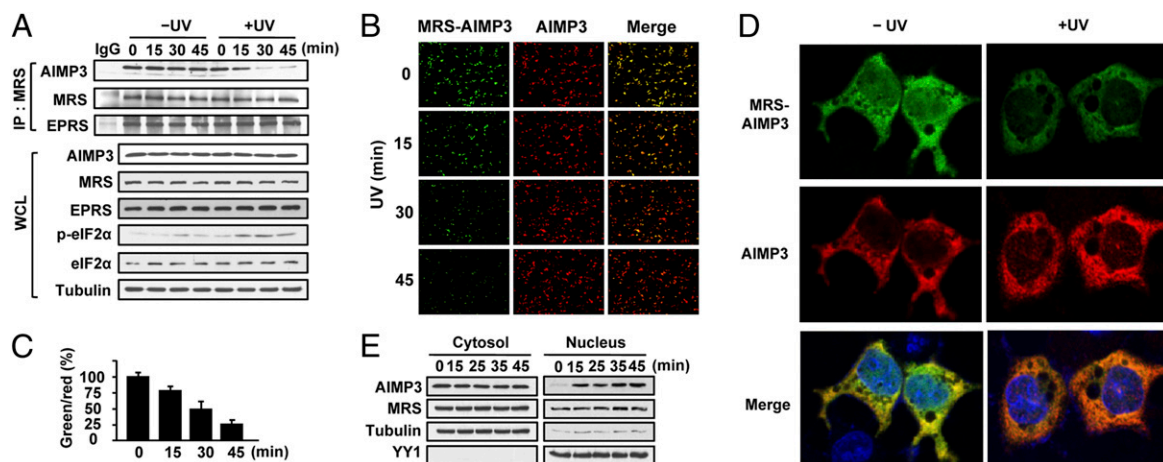 A
−UV +UV
IgG 0 15 30 45 0 15 30 45 (min)
IP : MRS
AIMP3
MRS
EPRS
WCL
AIMP3
MRS
EPRS
p-eIF2α
eIF2α
Tubulin
B
MRS-AIMP3 AIMP3 Merge
UV (min)
0
15
30
45
C
Green/red (%)
100
75
50
25
0
0 15 30 45 (min)
D
− UV +UV
MRS-
AIMP3
AIMP3
Merge
E
Cytosol Nucleus
0 15 25 35 45 0 15 25 35 45 (min)
AIMP3
MRS
Tubulin
YY1